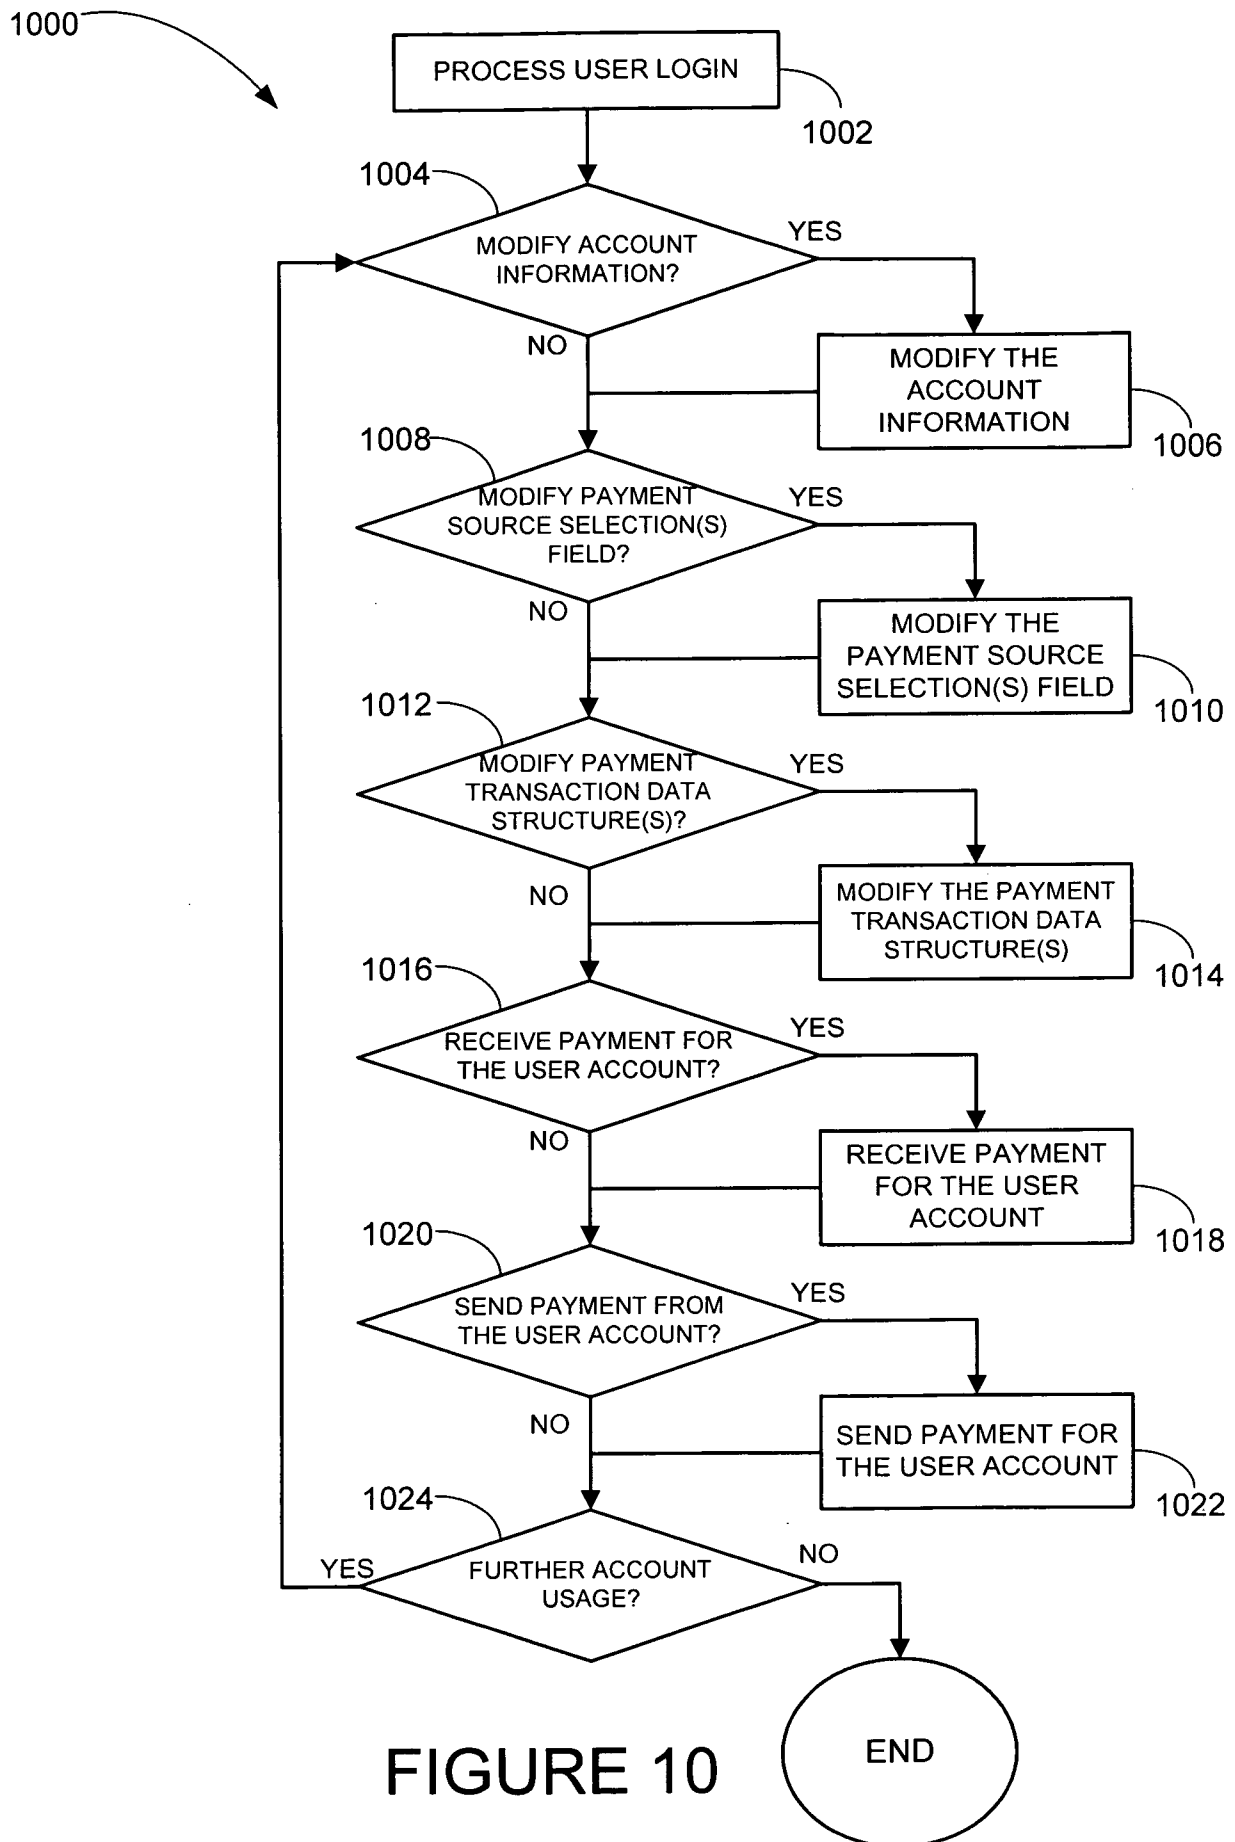 1000
PROCESS USER LOGIN
1002
1004
MODIFY ACCOUNT
INFORMATION?
YES
NO
MODIFY THE
ACCOUNT
INFORMATION
1006
1008
MODIFY PAYMENT
SOURCE SELECTION(S)
FIELD?
YES
NO
MODIFY THE
PAYMENT SOURCE
SELECTION(S) FIELD
1010
1012
MODIFY PAYMENT
TRANSACTION DATA
STRUCTURE(S)?
YES
NO
MODIFY THE PAYMENT
TRANSACTION DATA
STRUCTURE(S)
1014
1016
RECEIVE PAYMENT FOR
THE USER ACCOUNT?
YES
NO
RECEIVE PAYMENT
FOR THE USER
ACCOUNT
1018
1020
SEND PAYMENT FROM
THE USER ACCOUNT?
YES
NO
SEND PAYMENT FOR
THE USER ACCOUNT
1022
1024
FURTHER ACCOUNT
USAGE?
YES
NO
END
FIGURE 10